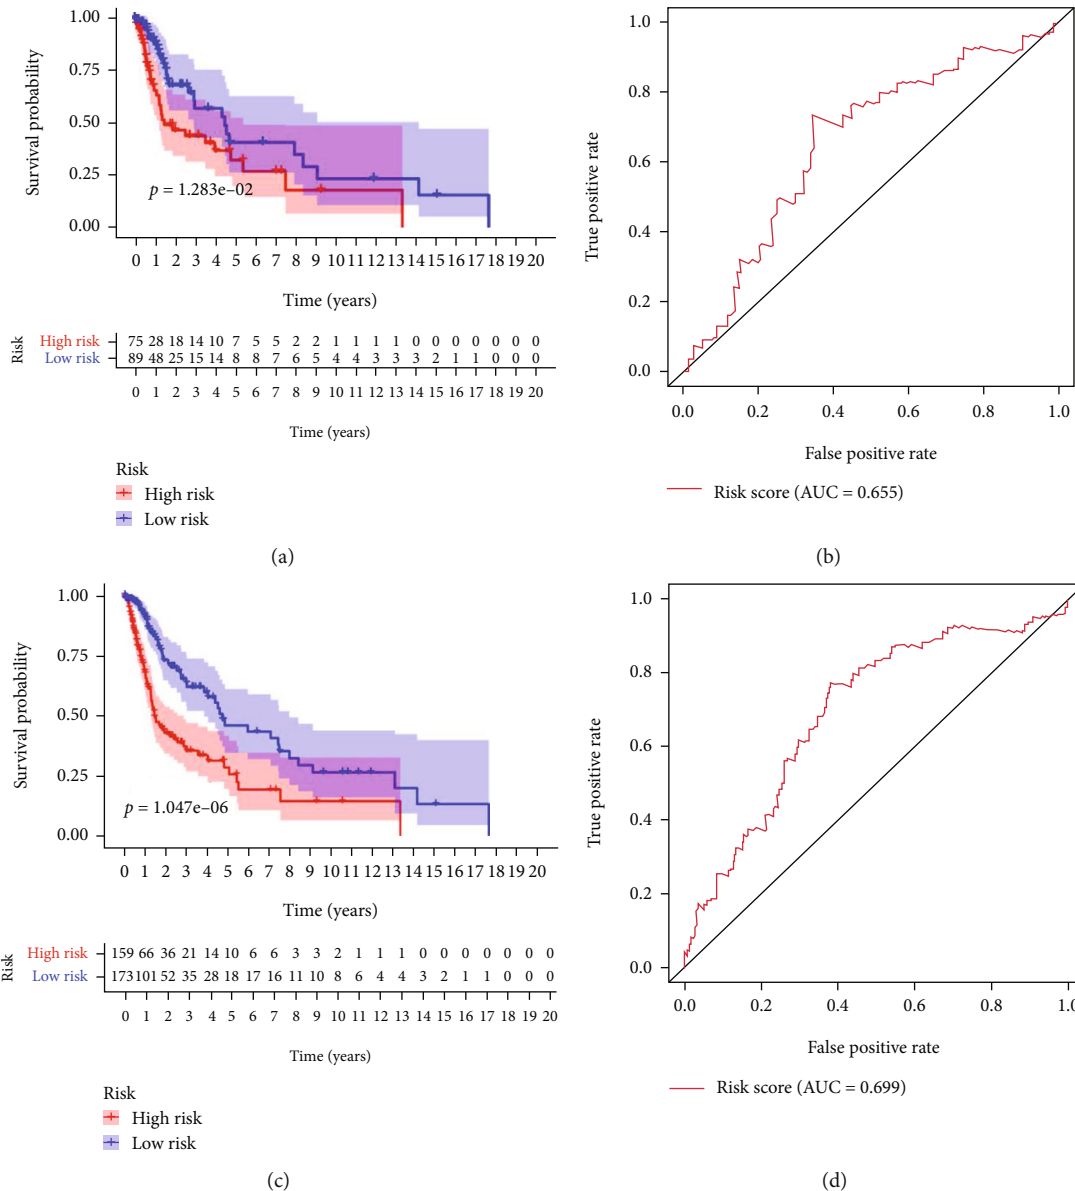 1.00
0.75
0.50
0.25
0.00
Survival probability
p = 1.283e–02
0 1 2 3 4 5 6 7 8 9 10 11 12 13 14 15 16 17 18 19 20
Time (years)
Risk
High risk 75 28 18 14 10 7 5 5 2 2 1 1 1 1 0 0 0 0 0 0 0
Low risk 89 48 25 15 14 8 8 7 6 5 4 4 3 3 3 2 1 1 0 0 0
0 1 2 3 4 5 6 7 8 9 10 11 12 13 14 15 16 17 18 19 20
Time (years)
Risk
High risk
Low risk
(a)
1.0
0.8
0.6
0.4
0.2
0.0
True positive rate
0.0 0.2 0.4 0.6 0.8 1.0
False positive rate
Risk score (AUC = 0.655)
(b)
1.00
0.75
0.50
0.25
0.00
Survival probability
p = 1.047e–06
0 1 2 3 4 5 6 7 8 9 10 11 12 13 14 15 16 17 18 19 20
Time (years)
Risk
High risk 159 66 36 21 14 10 6 6 3 3 2 1 1 1 0 0 0 0 0 0 0
Low risk 173 101 52 35 28 18 17 16 11 10 8 6 4 4 3 2 1 1 0 0 0
0 1 2 3 4 5 6 7 8 9 10 11 12 13 14 15 16 17 18 19 20
Time (years)
Risk
High risk
Low risk
(c)
1.0
0.8
0.6
0.4
0.2
0.0
True positive rate
0.0 0.2 0.4 0.6 0.8 1.0
False positive rate
Risk score (AUC = 0.699)
(d)